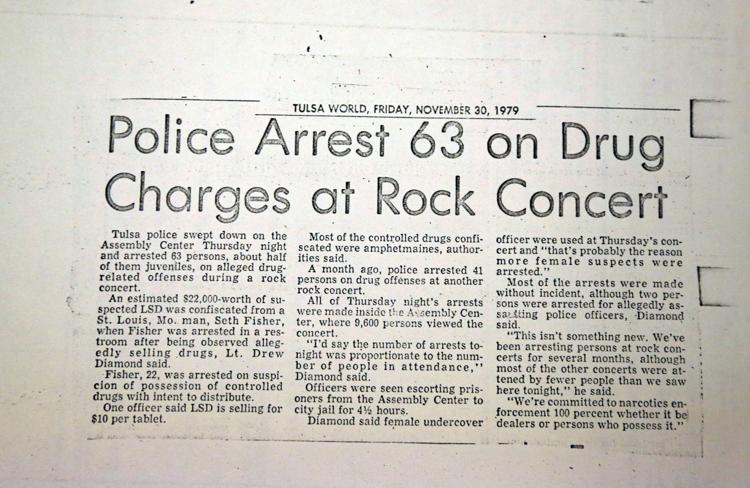 TULSA WORLD, FRIDAY, NOVEMBER 30, 1979
Police Arrest 63 on Drug
Charges at Rock Concert
Tulsa police swept down on the
Assembly Center Thursday night
and arrested 63 persons, about half
of them juveniles, on alleged drug-
related offenses during a rock
concert.
An estimated $22,000-worth of su-
spected LSD was confiscated from a
St. Louis, Mo. man, Seth Fisher,
when Fisher was arrested in a re-
stroom after being observed alleg-
edly selling drugs, Lt. Drew
Diamond said.
Fisher, 22, was arrested on suspi-
cion of possession of controlled
drugs with intent to distribute.
One officer said LSD is selling for
$10 per tablet.
Most of the controlled drugs confi-
scated were amphetmaines, author-
ities said.
A month ago, police arrested 41
persons on drug offenses at another
rock concert.
All of Thursday night's arrests
were made inside the Assembly Cen-
ter, where 9,600 persons viewed the
concert.
"I'd say the number of arrests to-
night was proportionate to the num-
ber of people in attendance,"
Diamond said.
Officers were seen escorting pris-
oners from the Assembly Center to
city jail for 4½ hours.
Diamond said female undercover
officer were used at Thursday's con-
cert and "that's probably the reason
more female suspects were
arrested."
Most of the arrests were made
without incident, although two per-
sons were arrested for allegedly as-
saulting police officers, Diamond
said.
"This isn't something new. We've
been arresting persons at rock con-
certs for several months, although
most of the other concerts were at-
tened by fewer people than we saw
here tonight," he said.
"We're committed to narcotics en-
forcement 100 percent whether it be
dealers or persons who possess it."